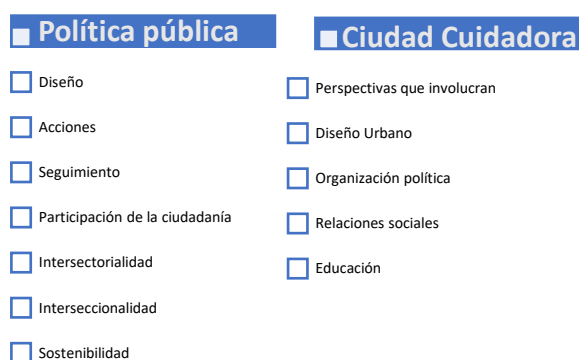 Política pública
Diseño
Acciones
Seguimiento
Participación de la ciudadanía
Intersectorialidad
Interseccionalidad
Sostenibilidad
Ciudad Cuidadora
Perspectivas que involucran
Diseño Urbano
Organización política
Relaciones sociales
Educación